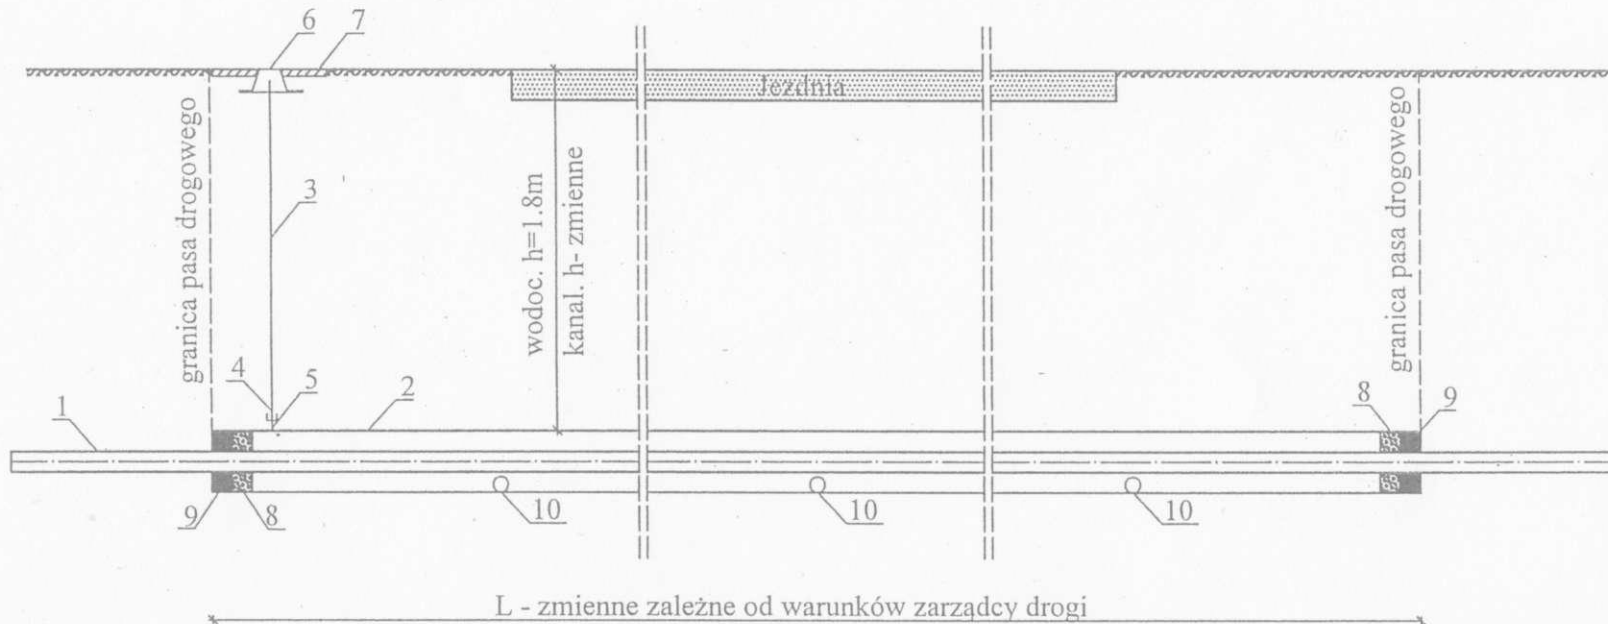 6 7
Jezdnia
granica pasa drogowego
3
wodoc. h=1.8m
kanal. h- zmienne
granica pasa drogowego
4
5
2
1
8
9
9
8
10
10
10
L - zmienne zależne od warunków zarządcy drogi